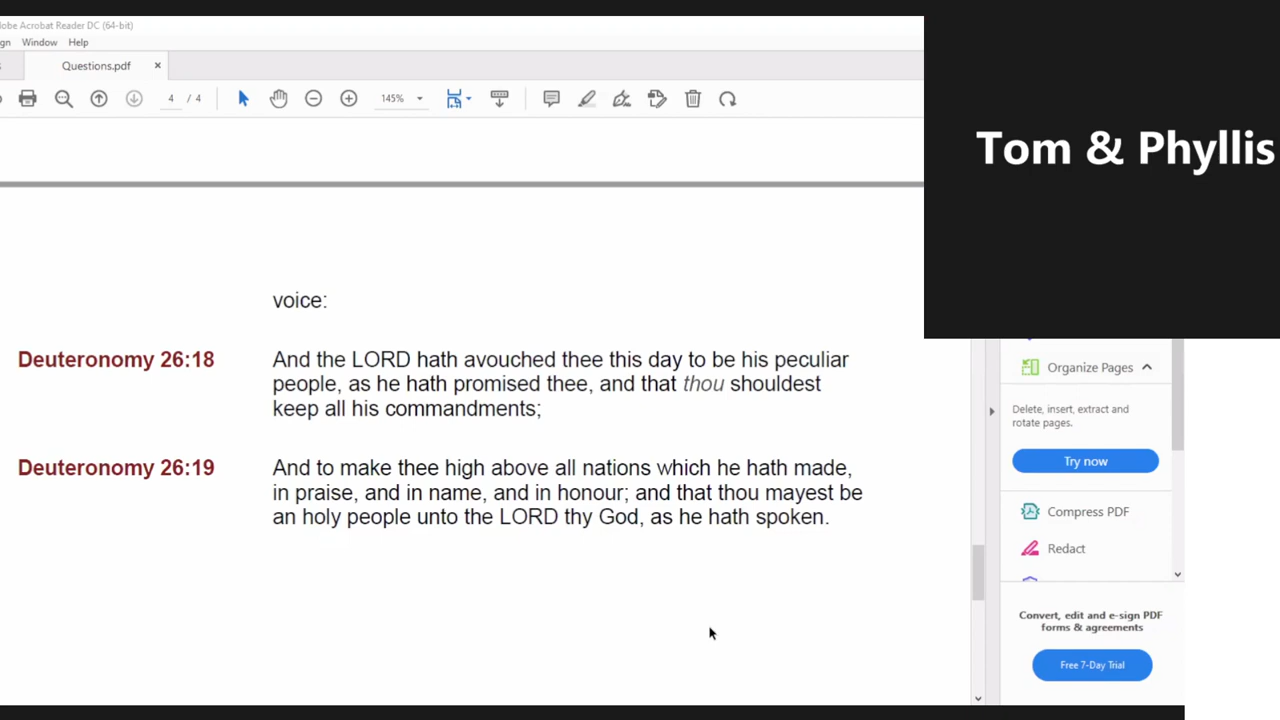 dobe Acrobat Reader DC (64-bit)
gn Window Help
Questions.pdf ×
4 / 4 145%
Tom & Phyllis
voice:
Deuteronomy 26:18 And the LORD hath avouched thee this day to be his peculiar
people, as he hath promised thee, and that thou shouldest
keep all his commandments;
Deuteronomy 26:19 And to make thee high above all nations which he hath made,
in praise, and in name, and in honour; and that thou mayest be
an holy people unto the LORD thy God, as he hath spoken.
Organize Pages
Delete, insert, extract and
rotate pages.
Try now
Compress PDF
Redact
Convert, edit and e-sign PDF
forms & agreements
Free 7-Day Trial